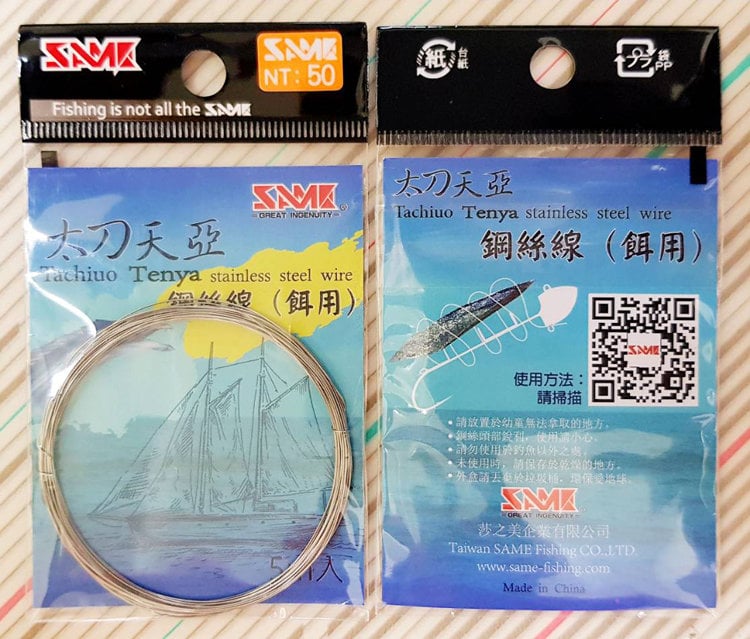 SAME
SAME
NT: 50
Fishing is not all the SAME
SAME
GREAT INGENUITY
太刀天亞
Tachiuo Tenya stainless steel wire
鋼絲線（餌用）
紙
台紙
プラ
袋
PP
太刀天亞
Tachiuo Tenya stainless steel wire
鋼絲線（餌用）
SAME
使用方法：
請掃描
•請放置於幼童無法拿取的地方。
•鋼絲頭部銳利，使用請小心。
•請勿使用於釣魚以外之處。
•未使用時，請保存於乾燥的地方。
•外盒請丟棄於垃圾桶，環保愛地球。
SAME
GREAT INGENUITY
莎之美企業有限公司
Taiwan SAME Fishing CO.,LTD.
www.same-fishing.com
Made in China